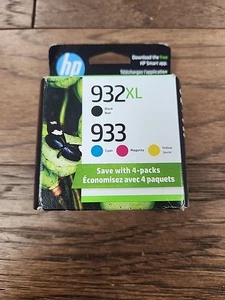 Download the free
HP Smart app
Téléchargez l'application
hp
932XL
Black
Noir
933
Cyan
Magenta
Yellow
Jaune
Save with 4-packs
Économisez avec 4 paquets